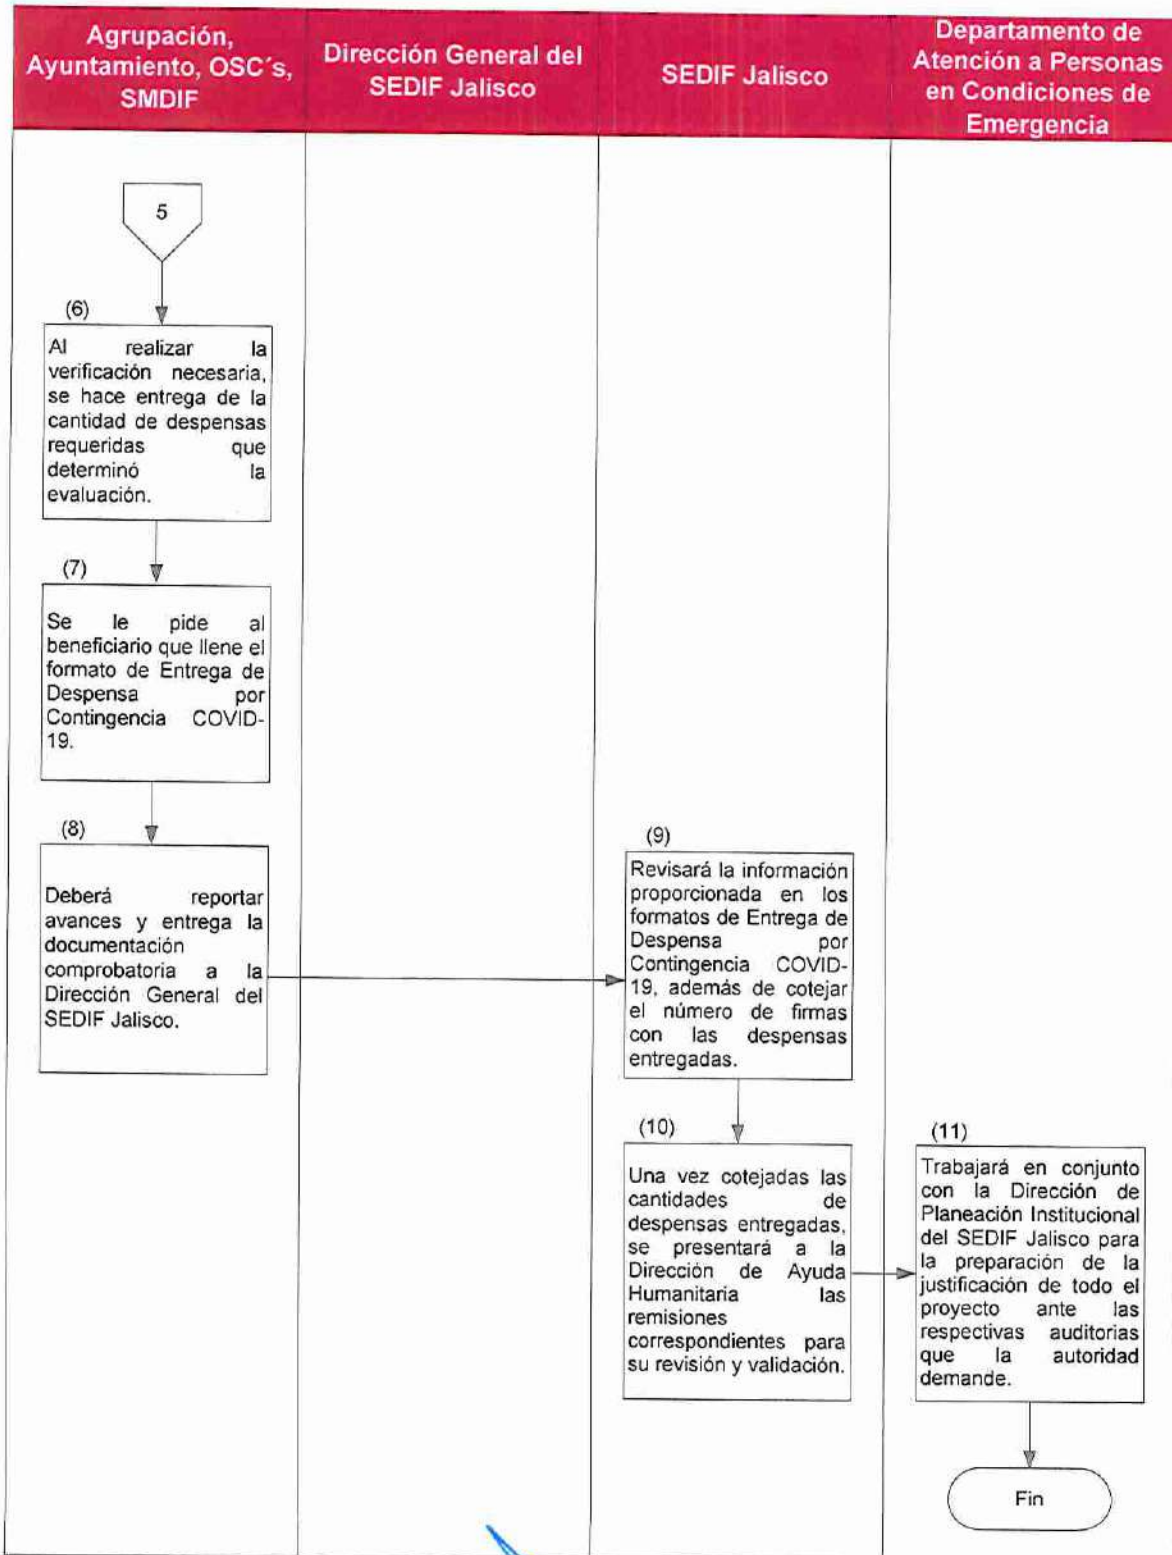 Agrupación,
Ayuntamiento, OSC´s,
SMDIF
Dirección General del
SEDIF Jalisco
SEDIF Jalisco
Departamento de
Atención a Personas
en Condiciones de
Emergencia
5
(6)
Al realizar la
verificación necesaria,
se hace entrega de la
cantidad de despensas
requeridas que
determinó la
evaluación.
(7)
Se le pide al
beneficiario que llene el
formato de Entrega de
Despensa por
Contingencia COVID-
19.
(8)
Deberá reportar
avances y entrega la
documentación
comprobatoria a la
Dirección General del
SEDIF Jalisco.
(9)
Revisará la información
proporcionada en los
formatos de Entrega de
Despensa por
Contingencia COVID-
19, además de cotejar
el número de firmas
con las despensas
entregadas.
(10)
Una vez cotejadas las
cantidades de
despensas entregadas,
se presentará a la
Dirección de Ayuda
Humanitaria las
remisiones
correspondientes para
su revisión y validación.
(11)
Trabajará en conjunto
con la Dirección de
Planeación Institucional
del SEDIF Jalisco para
la preparación de la
justificación de todo el
proyecto ante las
respectivas auditorias
que la autoridad
demande.
Fin